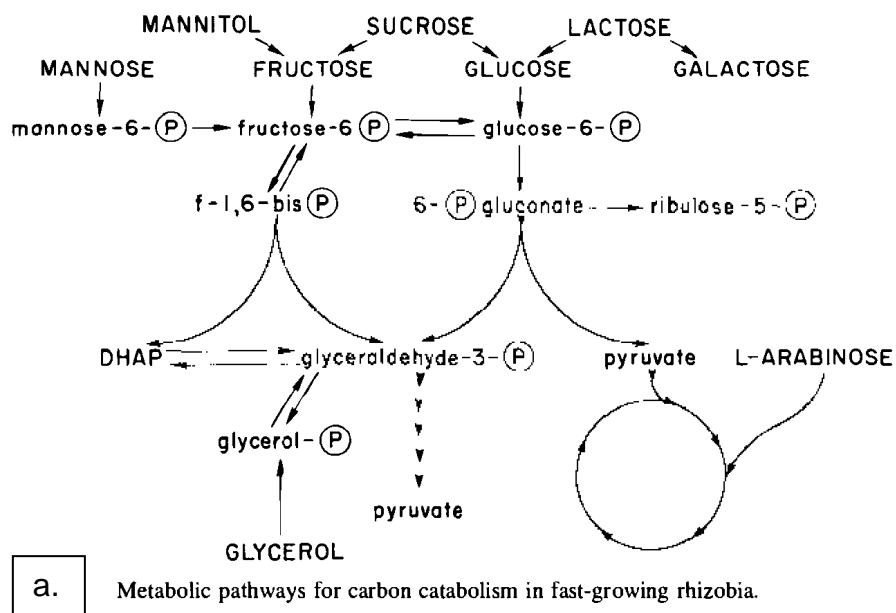 MANNITOL SUCROSE LACTOSE
MANNOSE FRUCTOSE GLUCOSE GALACTOSE
mannose-6-P fructose-6 P glucose-6-P
f-1,6-bis P 6-P gluconate ribulose-5-P
DHAP glyceraldehyde-3-P pyruvate L-ARABINOSE
glycerol-P
pyruvate
GLYCEROL
a. Metabolic pathways for carbon catabolism in fast-growing rhizobia.